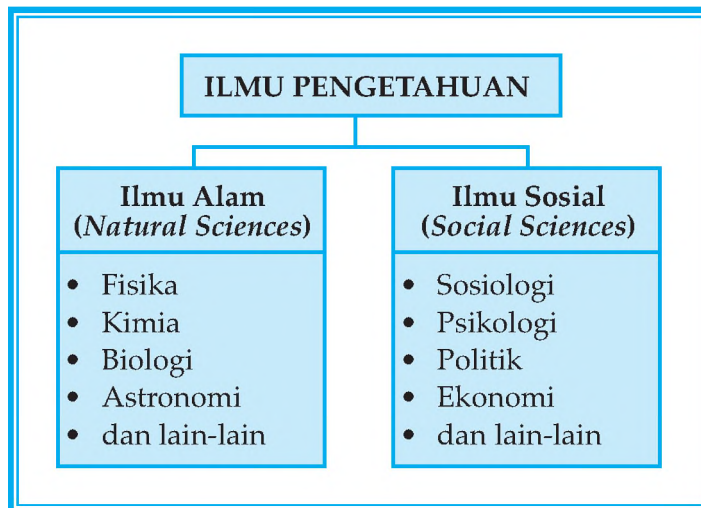 ILMU PENGETAHUAN
Ilmu Alam
(Natural Sciences)
• Fisika
• Kimia
• Biologi
• Astronomi
• dan lain-lain
Ilmu Sosial
(Social Sciences)
• Sosiologi
• Psikologi
• Politik
• Ekonomi
• dan lain-lain